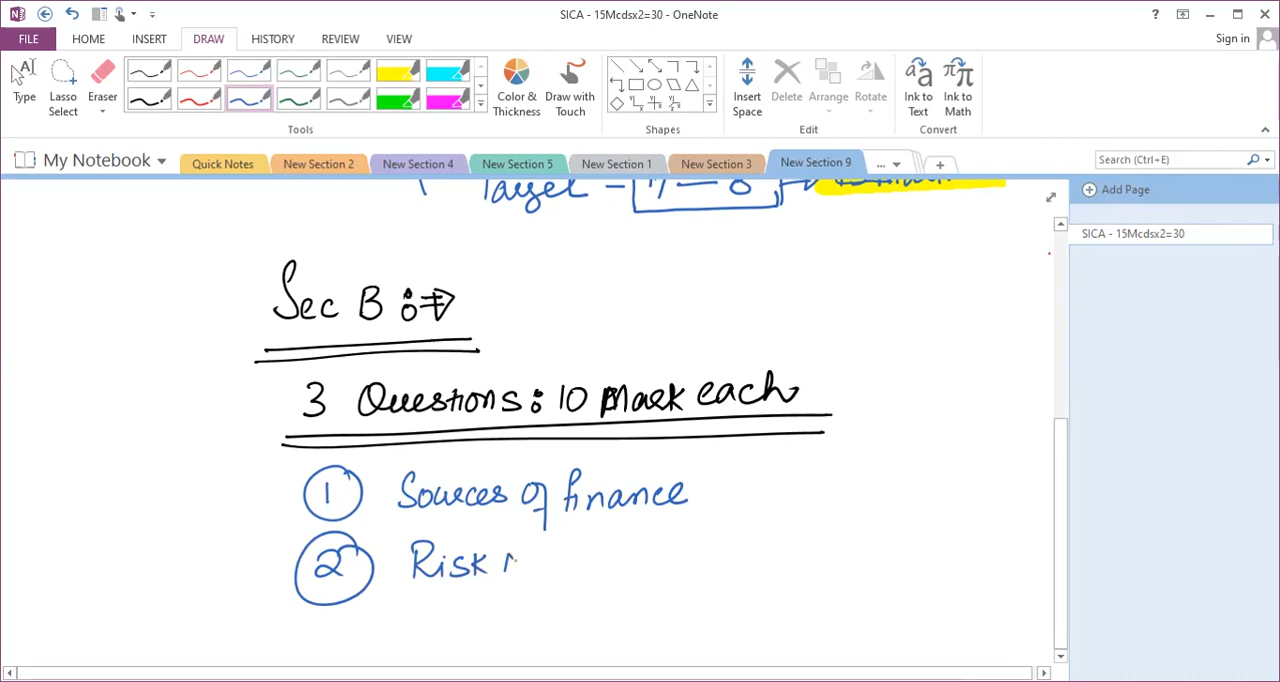 SICA - 15Mcdsx2=30 - OneNote
Sign in
FILE HOME INSERT DRAW HISTORY REVIEW VIEW
Type Lasso Select Eraser Color & Thickness Draw with Touch Insert Space Delete Arrange Rotate Ink to Text Ink to Math
Tools Shapes Edit Convert
My Notebook Quick Notes New Section 2 New Section 4 New Section 5 New Section 1 New Section 3 New Section 9 ... Search (Ctrl+E)
Add Page
SICA - 15Mcdsx2=30
Target -
Sec B :
3 Questions: 10 Mark each
1 Sources of finance
2 Risk